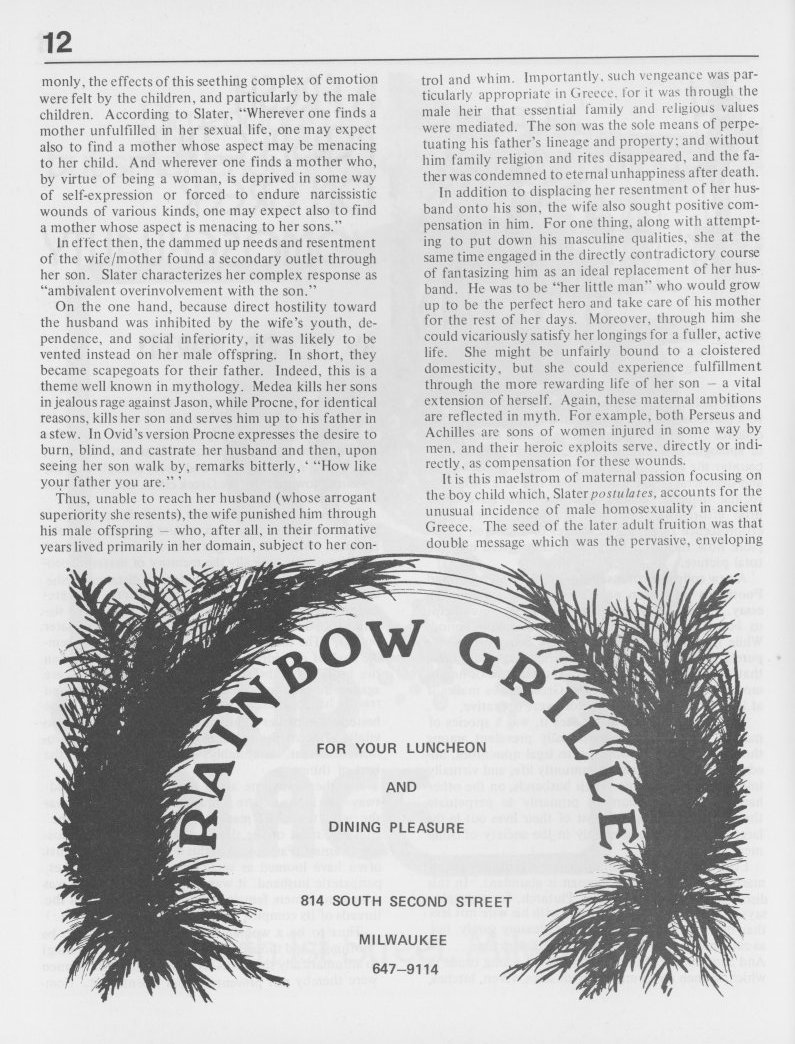 12
monly, the effects of this seething complex of emotion
were felt by the children, and particularly by the male
children. According to Slater, “Wherever one finds a
mother unfulfilled in her sexual life, one may expect
also to find a mother whose aspect may be menacing
to her child. And wherever one finds a mother who,
by virtue of being a woman, is deprived in some way
of self-expression or forced to endure narcissistic
wounds of various kinds, one may expect also to find
a mother whose aspect is menacing to her sons.”
In effect then, the dammed up needs and resentment
of the wife/mother found a secondary outlet through
her son. Slater characterizes her complex response as
“ambivalent overinvolvement with the son.”
On the one hand, because direct hostility toward
the husband was inhibited by the wife’s youth, de-
pendence, and social inferiority, it was likely to be
vented instead on her male offspring. In short, they
became scapegoats for their father. Indeed, this is a
theme well known in mythology. Medea kills her sons
in jealous rage against Jason, while Procne, for identical
reasons, kills her son and serves him up to his father in
a stew. In Ovid’s version Procne expresses the desire to
burn, blind, and castrate her husband and then, upon
seeing her son walk by, remarks bitterly, ‘ “How like
your father you are.” ’
Thus, unable to reach her husband (whose arrogant
superiority she resents), the wife punished him through
his male offspring — who, after all, in their formative
years lived primarily in her domain, subject to her con-
trol and whim. Importantly, such vengeance was par-
ticularly appropriate in Greece, for it was through the
male heir that essential family and religious values
were mediated. The son was the sole means of perpe-
tuating his father’s lineage and property; and without
him family religion and rites disappeared, and the fa-
ther was condemned to eternal unhappiness after death.
In addition to displacing her resentment of her hus-
band onto his son, the wife also sought positive com-
pensation in him. For one thing, along with attempt-
ing to put down his masculine qualities, she at the
same time engaged in the directly contradictory course
of fantasizing him as an ideal replacement of her hus-
band. He was to be “her little man” who would grow
up to be the perfect hero and take care of his mother
for the rest of her days. Moreover, through him she
could vicariously satisfy her longings for a fuller, active
life. She might be unfairly bound to a cloistered
domesticity, but she could experience fulfillment
through the more rewarding life of her son — a vital
extension of herself. Again, these maternal ambitions
are reflected in myth. For example, both Perseus and
Achilles are sons of women injured in some way by
men, and their heroic exploits serve, directly or indi-
rectly, as compensation for these wounds.
It is this maelstrom of maternal passion focusing on
the boy child which, Slater postulates, accounts for the
unusual incidence of male homosexuality in ancient
Greece. The seed of the later adult fruition was that
double message which was the pervasive, enveloping
RAINBOW GRILLE
FOR YOUR LUNCHEON
AND
DINING PLEASURE
814 SOUTH SECOND STREET
MILWAUKEE
647–9114